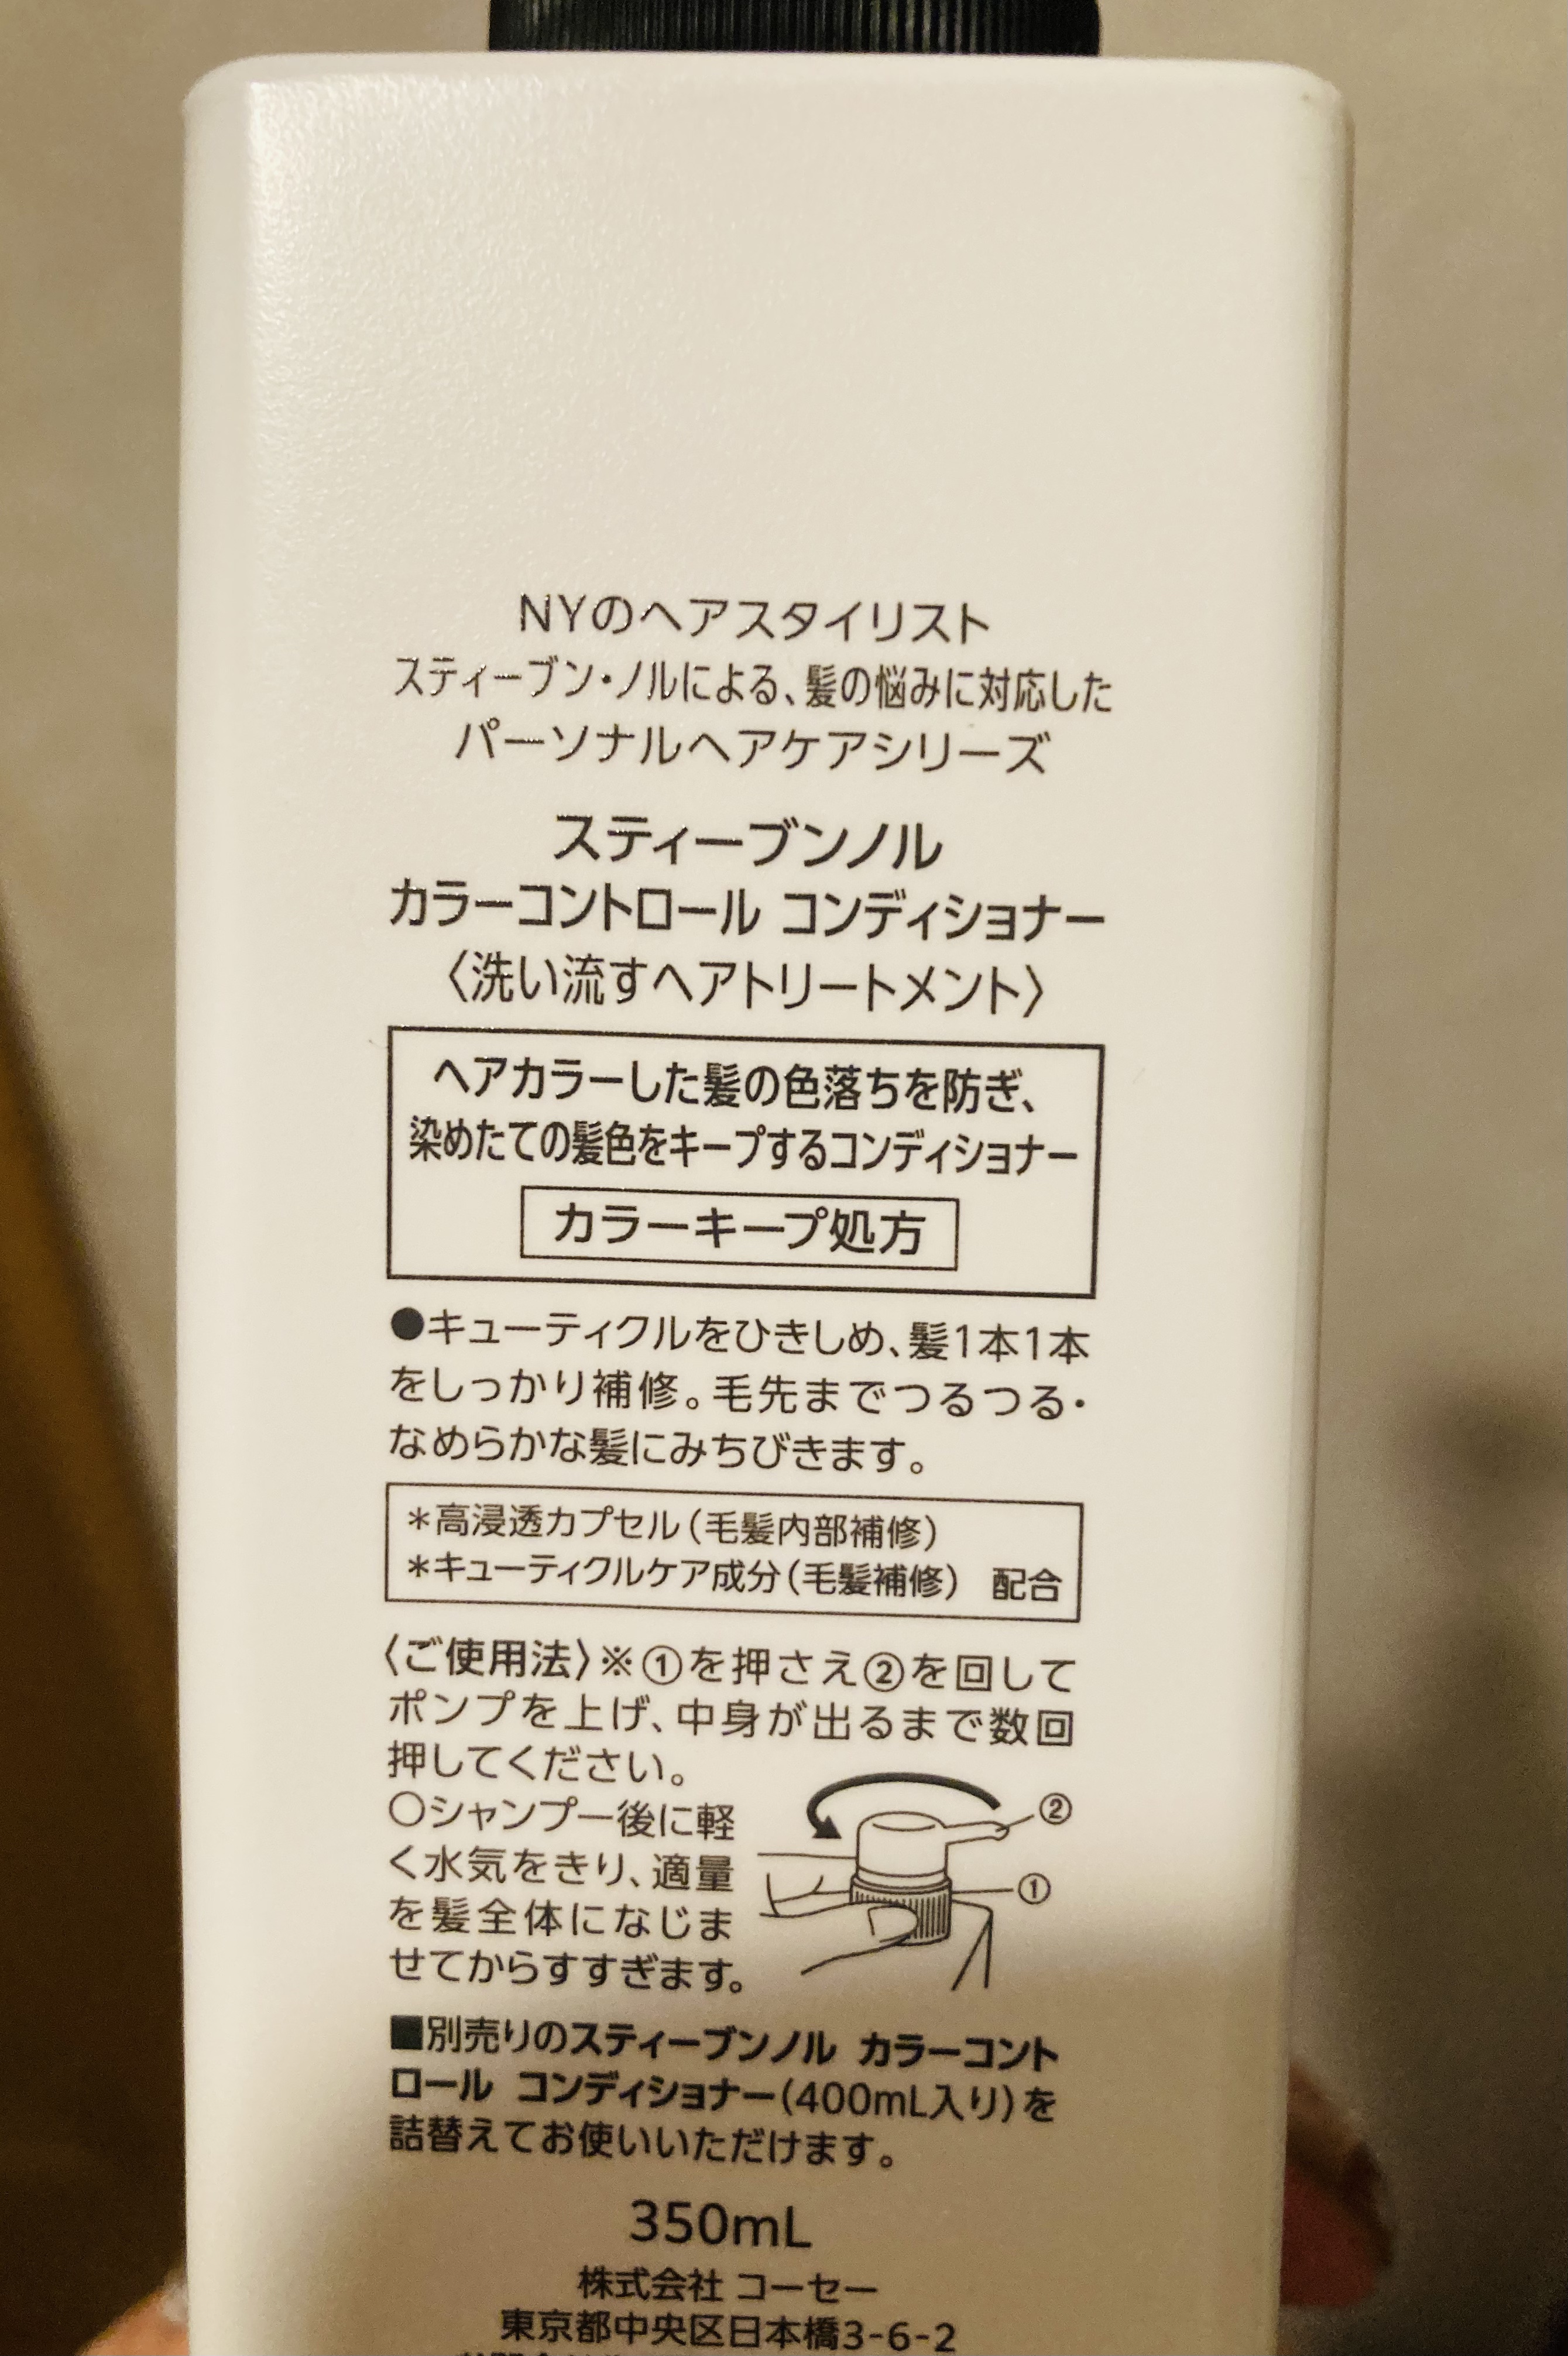 NYのヘアスタイリスト
スティーブン・ノルによる、髪の悩みに対応した
パーソナルヘアケアシリーズ
スティーブンノル
カラーコントロール コンディショナー
〈洗い流すヘアトリートメント〉
ヘアカラーした髪の色落ちを防ぎ、
染めたての髪色をキープするコンディショナー
カラーキープ処方
●キューティクルをひきしめ、髪1本1本
をしっかり補修。毛先までつるつる・
なめらかな髪にみちびきます。
＊高浸透カプセル（毛髪内部補修）
＊キューティクルケア成分（毛髪補修） 配合
〈ご使用法〉※①を押さえ②を回して
ポンプを上げ、中身が出るまで数回
押してください。
○シャンプー後に軽
く水気をきり、適量
を髪全体になじま
せてからすすぎます。
②
①
■別売りのスティーブンノル カラーコント
ロール コンディショナー（400mL入り）を
詰替えてお使いいただけます。
350mL
株式会社 コーセー
東京都中央区日本橋3-6-2